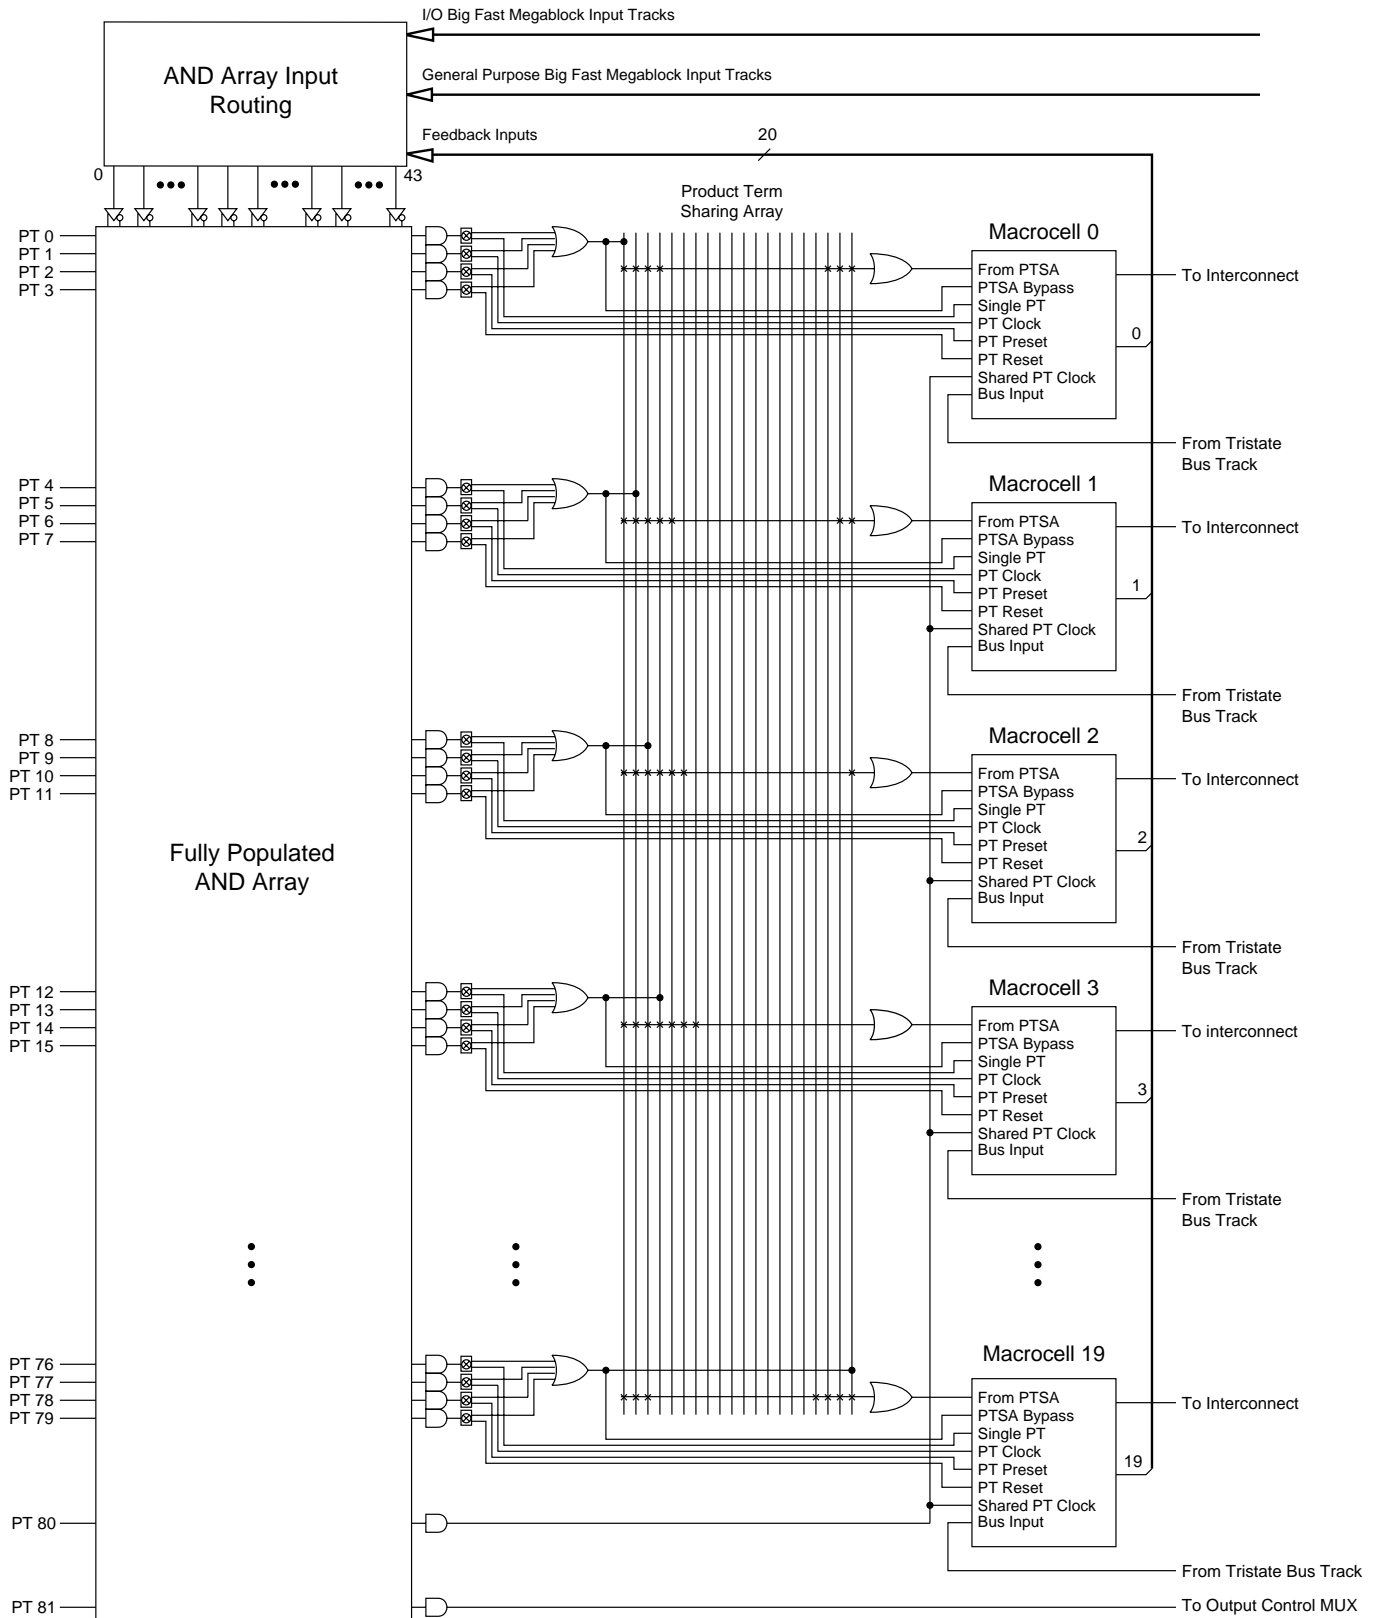 I/O Big Fast Megablock Input Tracks
AND Array Input
Routing
General Purpose Big Fast Megablock Input Tracks
Feedback Inputs
20
0
43
Product Term
Sharing Array
PT 0
PT 1
PT 2
PT 3
Macrocell 0
From PTSA
PTSA Bypass
Single PT
PT Clock
PT Preset
PT Reset
Shared PT Clock
Bus Input
To Interconnect
0
From Tristate
Bus Track
PT 4
PT 5
PT 6
PT 7
Macrocell 1
From PTSA
PTSA Bypass
Single PT
PT Clock
PT Preset
PT Reset
Shared PT Clock
Bus Input
To Interconnect
1
From Tristate
Bus Track
PT 8
PT 9
PT 10
PT 11
Macrocell 2
From PTSA
PTSA Bypass
Single PT
PT Clock
PT Preset
PT Reset
Shared PT Clock
Bus Input
To Interconnect
2
From Tristate
Bus Track
Fully Populated
AND Array
PT 12
PT 13
PT 14
PT 15
Macrocell 3
From PTSA
PTSA Bypass
Single PT
PT Clock
PT Preset
PT Reset
Shared PT Clock
Bus Input
To interconnect
3
From Tristate
Bus Track
PT 76
PT 77
PT 78
PT 79
Macrocell 19
From PTSA
PTSA Bypass
Single PT
PT Clock
PT Preset
PT Reset
Shared PT Clock
Bus Input
To Interconnect
19
PT 80
From Tristate Bus Track
PT 81
To Output Control MUX